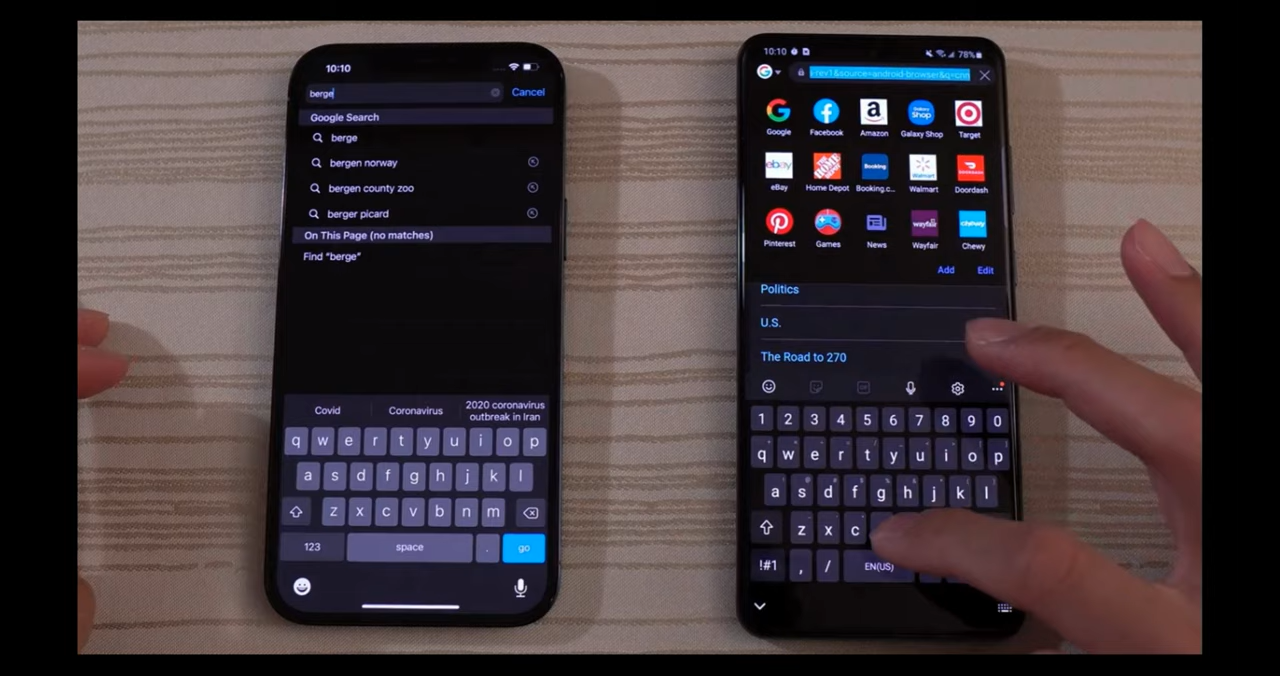 10:10
berge
Cancel
Google Search
berge
bergen norway
bergen county zoo
berger picard
On This Page (no matches)
Find "berge"
Covid
Coronavirus
2020 coronavirus
outbreak in Iran
q w e r t y u i o p
a s d f g h j k l
z x c v b n m
123
space
.
go
10:10
78%
-rev1&source=android-browser&q=cnn
Google
Facebook
Amazon
Galaxy Shop
Target
eBay
Home Depot
Booking.c...
Walmart
Doordash
Pinterest
Games
News
Wayfair
Chewy
Add
Edit
Politics
U.S.
The Road to 270
1 2 3 4 5 6 7 8 9 0
q w e r t y u i o p
a s d f g h j k l
z x c
!#1 , / EN(US)